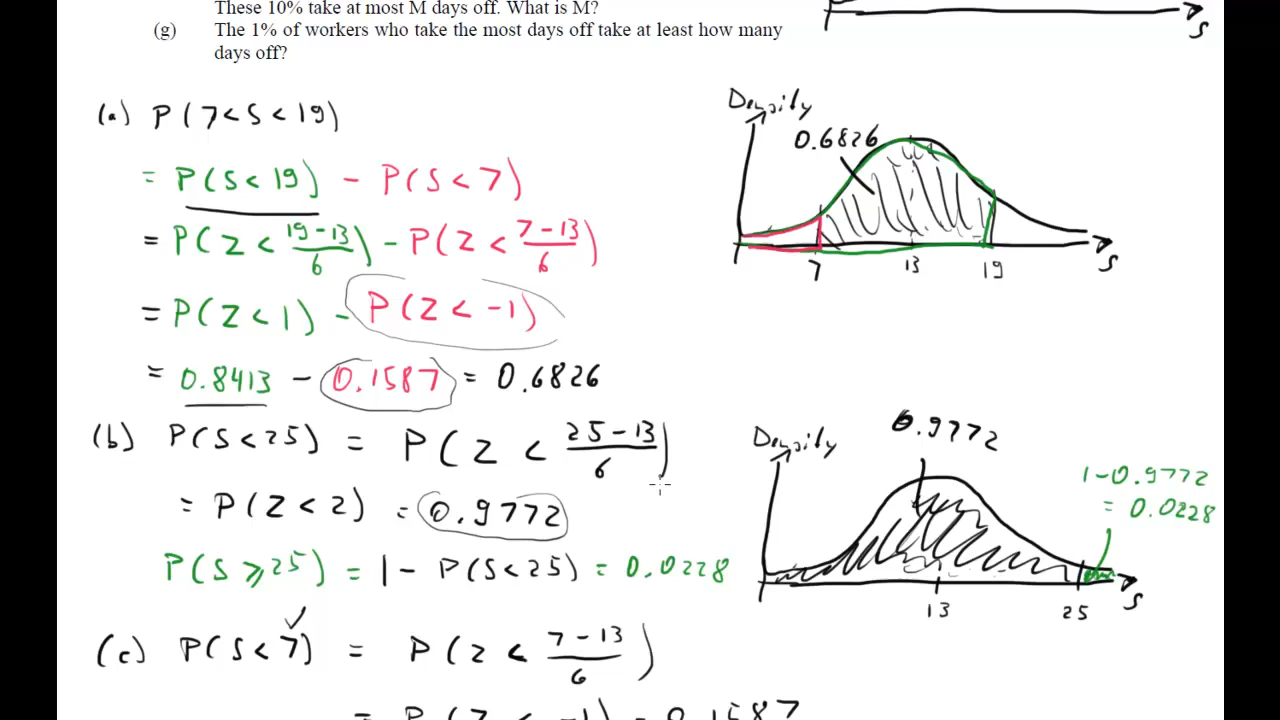 These 10% take at most M days off. What is M?
(g) The 1% of workers who take the most days off take at least how many
days off?
S
(a) P(7<S<19)
= P(S<19) - P(S<7)
= P(Z < 19-13/6) - P(Z < 7-13/6)
= P(Z<1) - P(Z<-1)
= 0.8413 - 0.1587 = 0.6826
Density
0.6826
7 13 19 S
(b) P(S<25) = P(Z < 25-13/6)
= P(Z<2) = 0.9772
P(S⩾25) = 1 - P(S<25) = 0.0228
Density
0.9772
1-0.9772
= 0.0228
13 25 S
(c) P(S<7) = P(Z < 7-13/6)
= P(Z < -1) = 0.1587